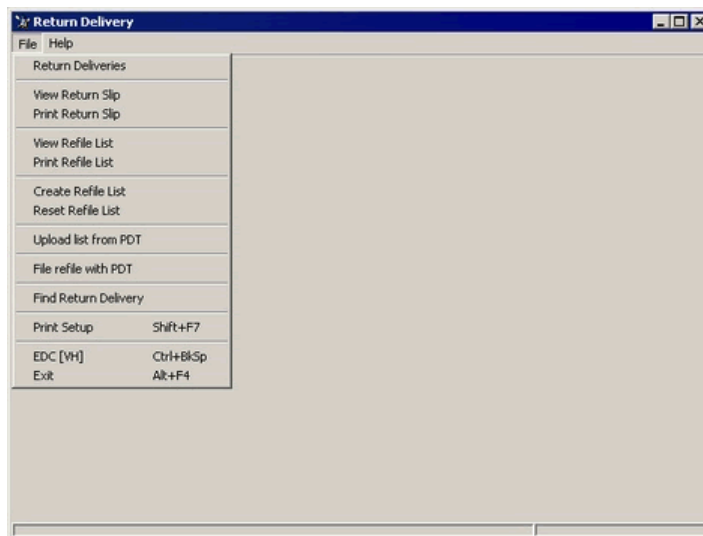 Return Delivery
File Help
Return Deliveries
View Return Slip
Print Return Slip
View Refile List
Print Refile List
Create Refile List
Reset Refile List
Upload list from PDT
File refile with PDT
Find Return Delivery
Print Setup Shift+F7
EDC [VH] Ctrl+BkSp
Exit Alt+F4